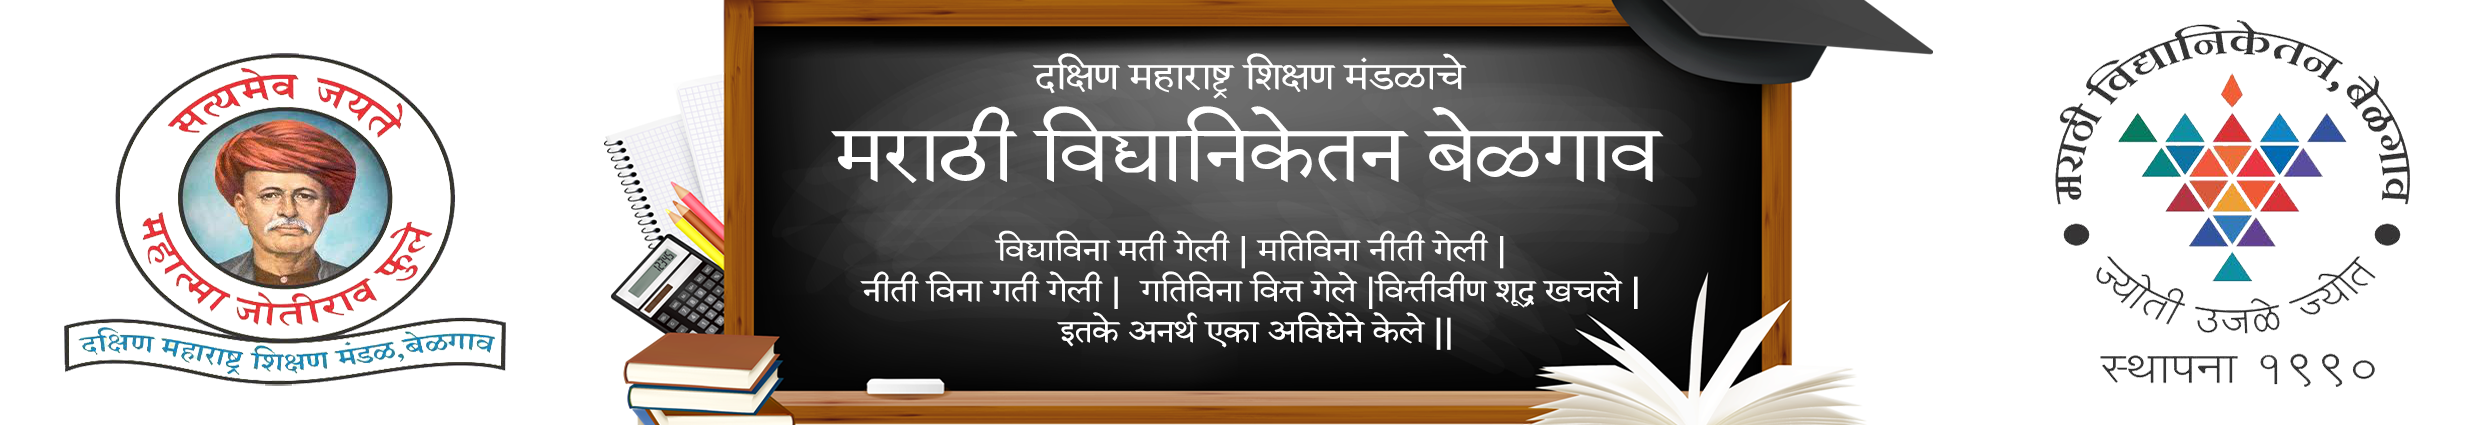 सत्यमेव जयते
महात्मा जोतीराव फुले
दक्षिण महाराष्ट्र शिक्षण मंडळ,बेळगाव
दक्षिण महाराष्ट्र शिक्षण मंडळाचे
मराठी विद्यानिकेतन बेळगाव
विद्याविना मती गेली | मतिविना नीती गेली |
नीती विना गती गेली | गतिविना वित्त गेले |वित्तीवीण शूद्र खचले |
इतके अनर्थ एका अविद्येने केले ||
12345
मराठी विद्यानिकेतन, बेळगाव
ज्योती उजळे ज्योत
स्थापना १९९०